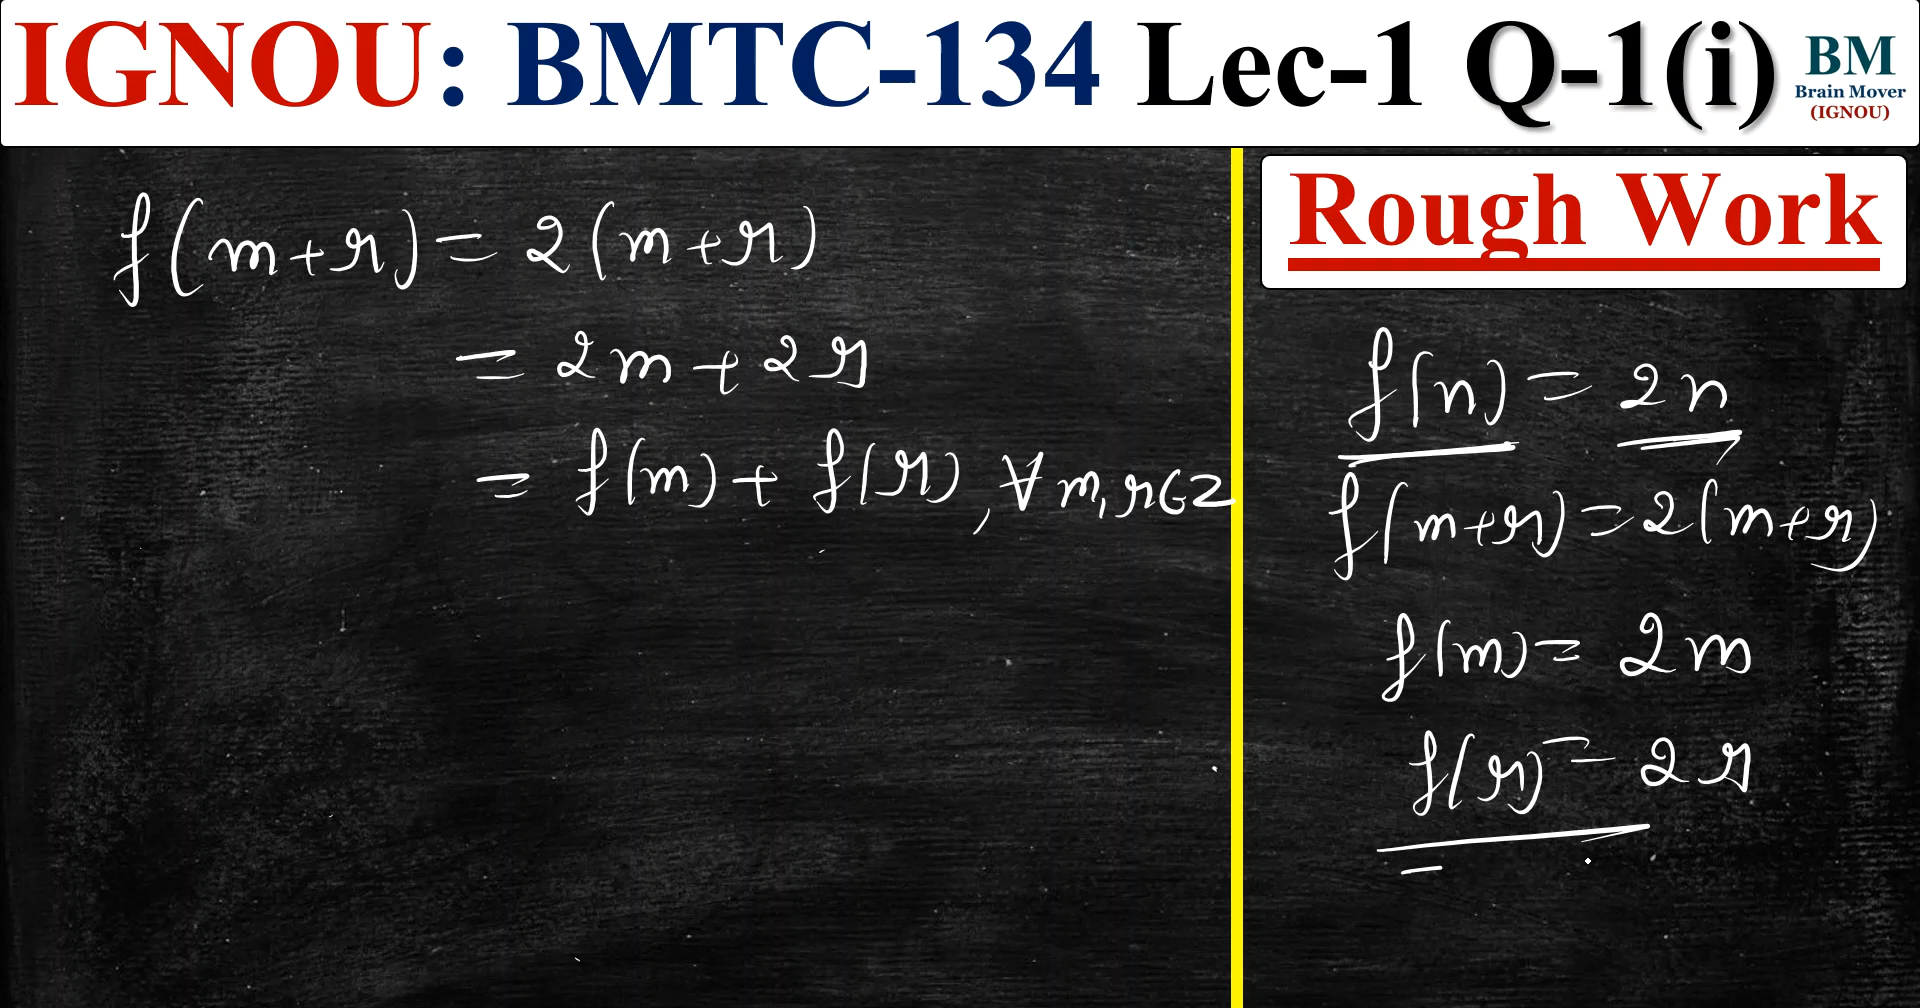 IGNOU: BMTC-134 Lec-1 Q-1(i)
BM
Brain Mover
(IGNOU)
f(m+r) = 2(m+r)
= 2m + 2r
= f(m) + f(r), ∀ m, r ∈ Z
Rough Work
f(n) = 2n
f(m+r) = 2(m+r)
f(m) = 2m
f(r) = 2r